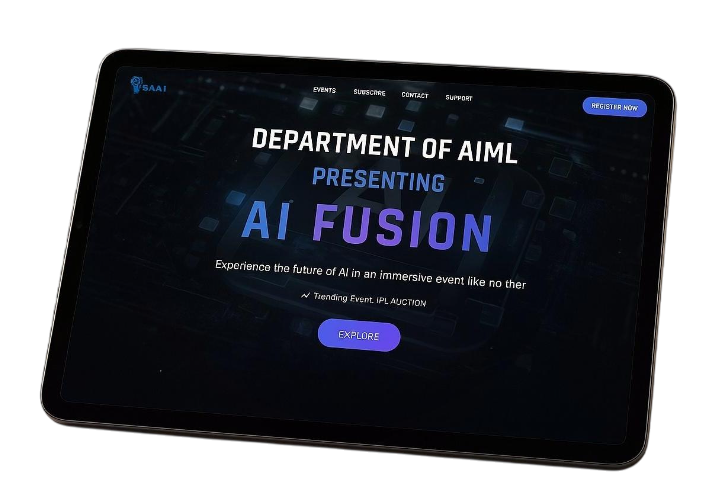 SAAI
EVENTS SUBSCRIBE CONTACT SUPPORT
REGISTER NOW
DEPARTMENT OF AIML
PRESENTING
AI FUSION
Experience the future of AI in an immersive event like no ther
Trending Event. IPL AUCTION
EXPLORE